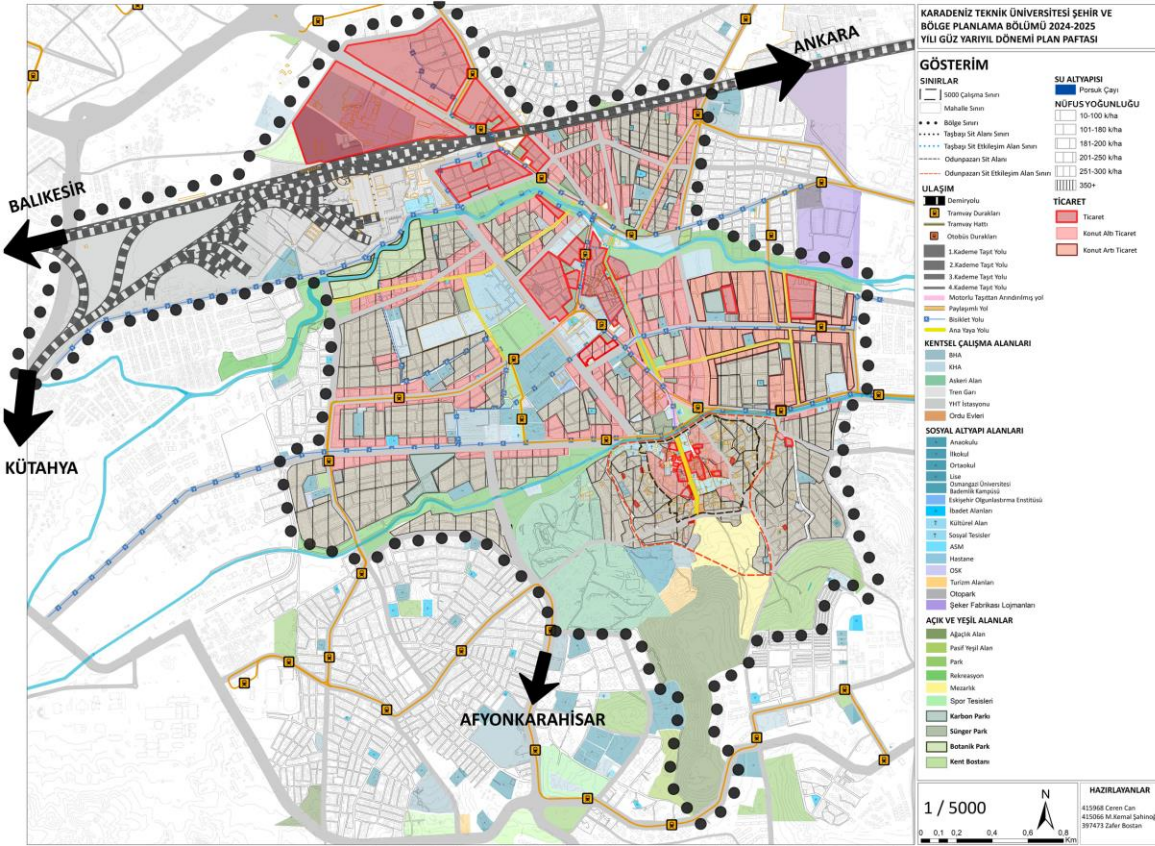 KARADENİZ TEKNİK ÜNİVERSİTESİ ŞEHİR VE
BÖLGE PLANLAMA BÖLÜMÜ 2024-2025
YILI GÜZ YARIYIL DÖNEMİ PLAN PAFTASI
ANKARA
BALIKESİR
KÜTAHYA
AFYONKARAHİSAR
GÖSTERİM
SINIRLAR
5000 Çalışma Sınırı
Mahalle Sınırı
Bölge Sınırı
Taşbaşı Sit Alanı Sınırı
Taşbaşı Sit Etkileşim Alan Sınırı
Odunpazarı Sit Alanı
Odunpazarı Sit Etkileşim Alan Sınırı
ULAŞIM
Demiryolu
Tramvay Durakları
Tramvay Hattı
Otobüs Durakları
1.Kademe Taşıt Yolu
2.Kademe Taşıt Yolu
3.Kademe Taşıt Yolu
4.Kademe Taşıt Yolu
Motorlu Taşıttan Arındırılmış yol
Paylaşımlı Yol
Bisiklet Yolu
Ana Yaya Yolu
KENTSEL ÇALIŞMA ALANLARI
BHA
KHA
Askeri Alan
Tren Garı
YHT İstasyonu
Ordu Evleri
SOSYAL ALTYAPI ALANLARI
Anaokulu
İlkokul
Ortaokul
Lise
Osmangazi Üniversitesi
Bademlik Kampüsü
Eskişehir Olgunlaştırma Enstitüsü
İbadet Alanları
Kültürel Alan
Sosyal Tesisler
ASM
Hastane
OSK
Turizm Alanları
Otopark
Şeker Fabrikası Lojmanları
AÇIK VE YEŞİL ALANLAR
Ağaçlık Alan
Pasif Yeşil Alan
Park
Rekreasyon
Mezarlık
Spor Tesisleri
Karbon Parkı
Sünger Park
Botanik Park
Kent Bostanı
SU ALTYAPISI
Porsuk Çayı
NÜFUS YOĞUNLUĞU
10-100 k/ha
101-180 k/ha
181-200 k/ha
201-250 k/ha
251-300 k/ha
350+
TİCARET
Ticaret
Konut Altı Ticaret
Konut Artı Ticaret
1 / 5000
N
0 0,1 0,2 0,4 0,6 0,8
Km
HAZIRLAYANLAR
415968 Ceren Can
415066 M.Kemal Şahinoğ
397473 Zafer Bostan